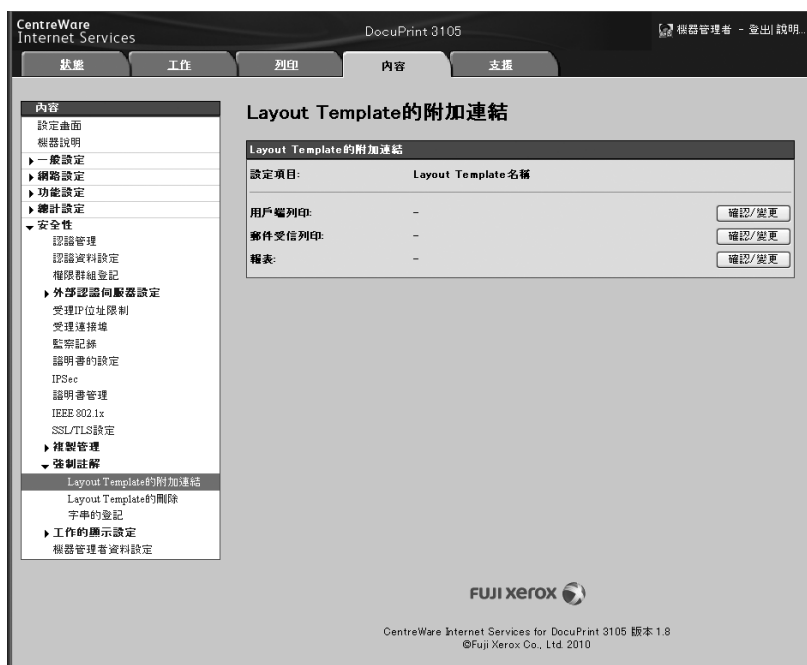 CentreWare
Internet Services
DocuPrint 3105
機器管理者 - 登出| 說明...
狀態
工作
列印
內容
支援
內容
設定畫面
機器說明
一般設定
網路設定
功能設定
總計設定
安全性
認證管理
認證資料設定
權限群組登記
外部認證伺服器設定
受理IP位址限制
受理連接埠
監察記錄
證明書的設定
IPSec
證明書管理
IEEE 802.1x
SSL/TLS設定
複製管理
強制註解
Layout Template的附加連結
Layout Template的刪除
字串的登記
工作的顯示設定
機器管理者資料設定
Layout Template的附加連結
Layout Template的附加連結
設定項目: Layout Template名稱
用戶端列印: - 確認/變更
郵件受信列印: - 確認/變更
報表: - 確認/變更
FUJI XEROX
CentreWare Internet Services for DocuPrint 3105 版本 1.8
©Fuji Xerox Co., Ltd. 2010